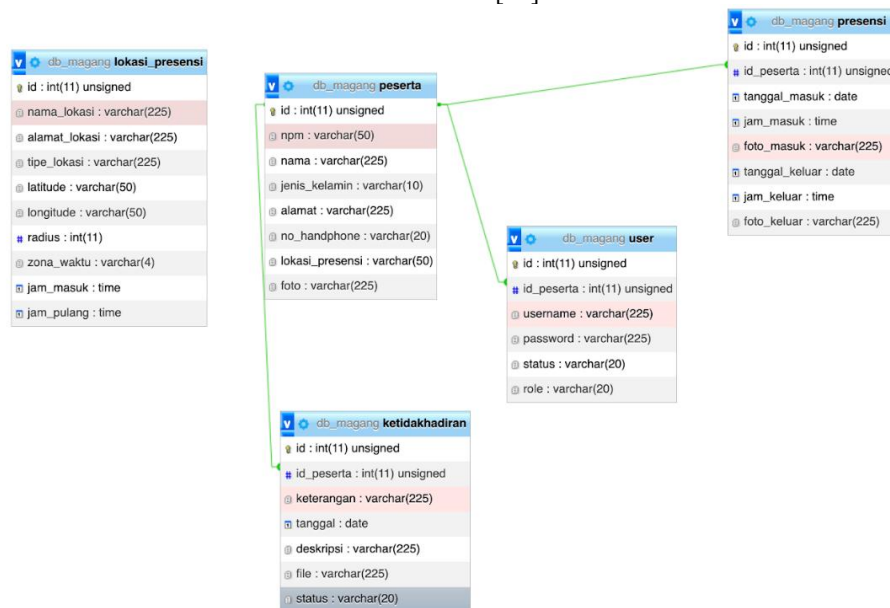 db_magang lokasi_presensi
id : int(11) unsigned
nama_lokasi : varchar(225)
alamat_lokasi : varchar(225)
tipe_lokasi : varchar(225)
latitude : varchar(50)
longitude : varchar(50)
radius : int(11)
zona_waktu : varchar(4)
jam_masuk : time
jam_pulang : time
db_magang peserta
id : int(11) unsigned
npm : varchar(50)
nama : varchar(225)
jenis_kelamin : varchar(10)
alamat : varchar(225)
no_handphone : varchar(20)
lokasi_presensi : varchar(50)
foto : varchar(225)
db_magang presensi
id : int(11) unsigned
id_peserta : int(11) unsigned
tanggal_masuk : date
jam_masuk : time
foto_masuk : varchar(225)
tanggal_keluar : date
jam_keluar : time
foto_keluar : varchar(225)
db_magang user
id : int(11) unsigned
id_peserta : int(11) unsigned
username : varchar(225)
password : varchar(225)
status : varchar(20)
role : varchar(20)
db_magang ketidakhadiran
id : int(11) unsigned
id_peserta : int(11) unsigned
keterangan : varchar(225)
tanggal : date
deskripsi : varchar(225)
file : varchar(225)
status : varchar(20)